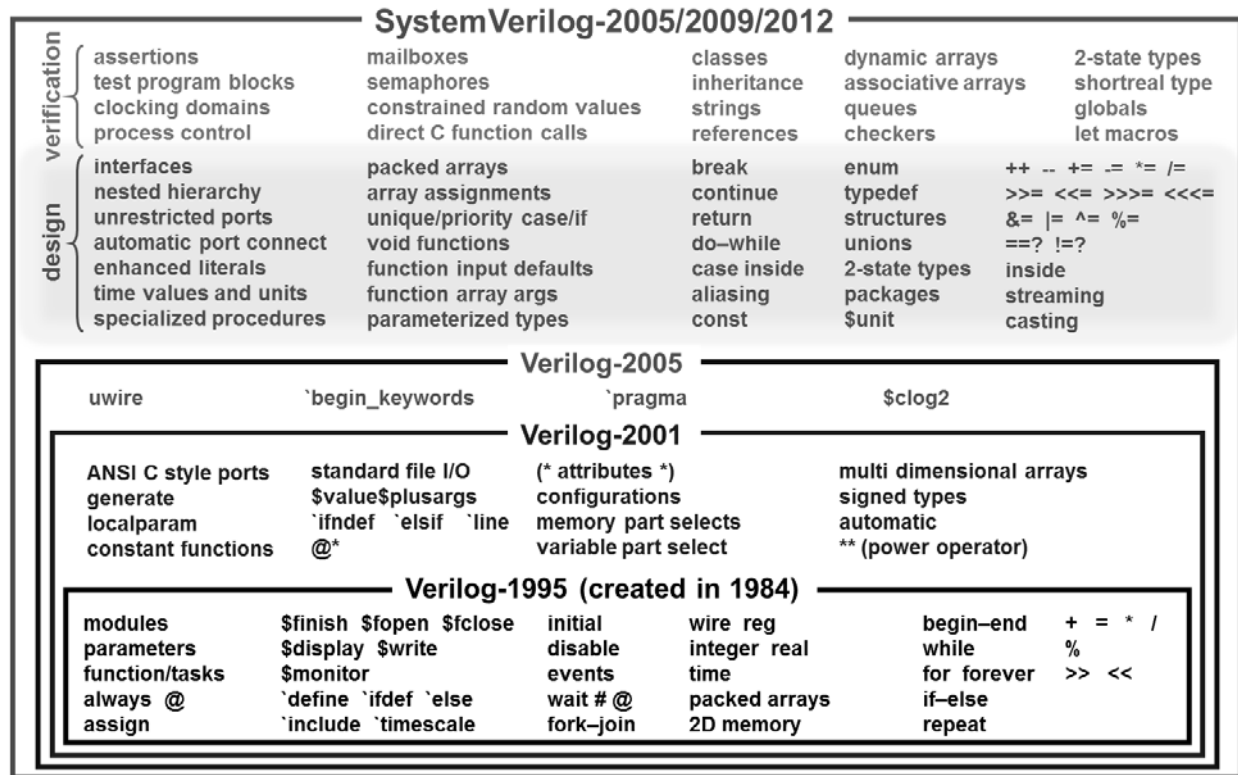 SystemVerilog-2005/2009/2012
verification
assertions mailboxes classes dynamic arrays 2-state types
test program blocks semaphores inheritance associative arrays shortreal type
clocking domains constrained random values strings queues globals
process control direct C function calls references checkers let macros
design
interfaces packed arrays break enum ++ -- += -= *= /=
nested hierarchy array assignments continue typedef >>= <<= >>>= <<<=
unrestricted ports unique/priority case/if return structures &= |= ^= %=
automatic port connect void functions do–while unions ==? !=?
enhanced literals function input defaults case inside 2-state types inside
time values and units function array args aliasing packages streaming
specialized procedures parameterized types const $unit casting
Verilog-2005
uwire `begin_keywords `pragma $clog2
Verilog-2001
ANSI C style ports standard file I/O (* attributes *) multi dimensional arrays
generate $value$plusargs configurations signed types
localparam `ifndef `elsif `line memory part selects automatic
constant functions @* variable part select ** (power operator)
Verilog-1995 (created in 1984)
modules $finish $fopen $fclose initial wire reg begin–end + = * /
parameters $display $write disable integer real while %
function/tasks $monitor events time for forever >> <<
always @ `define `ifdef `else wait # @ packed arrays if–else
assign `include `timescale fork–join 2D memory repeat